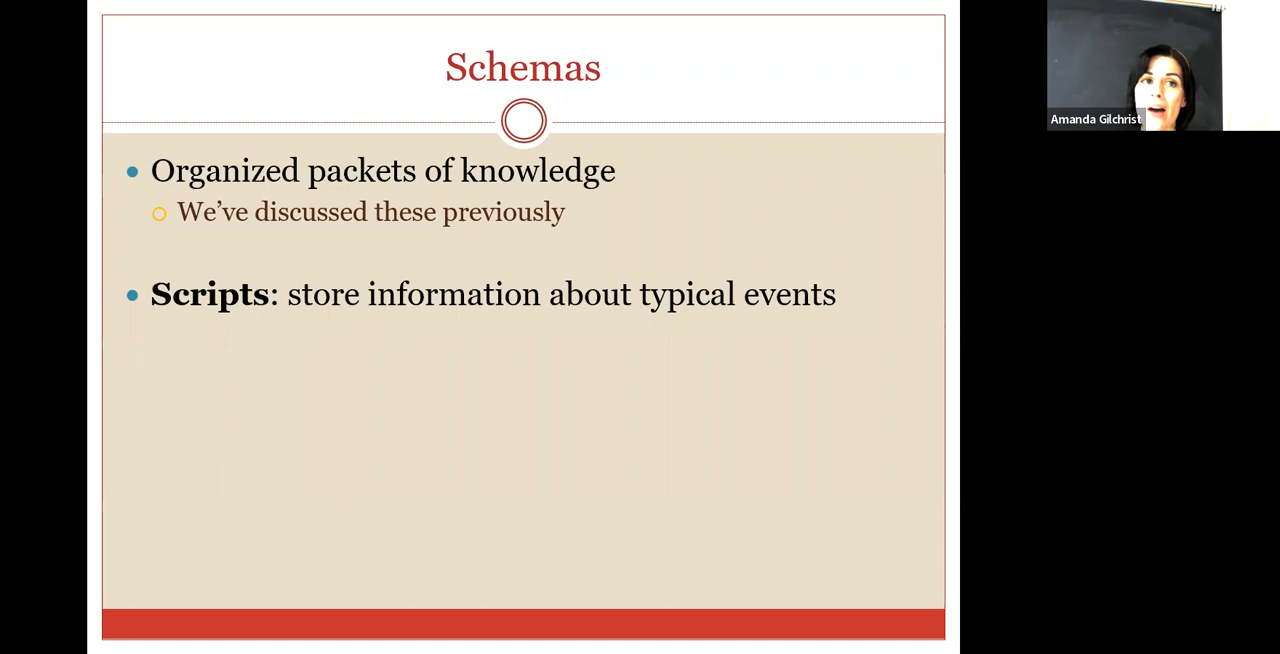 Schemas
Organized packets of knowledge
We've discussed these previously
Scripts: store information about typical events
Amanda Gilchrist